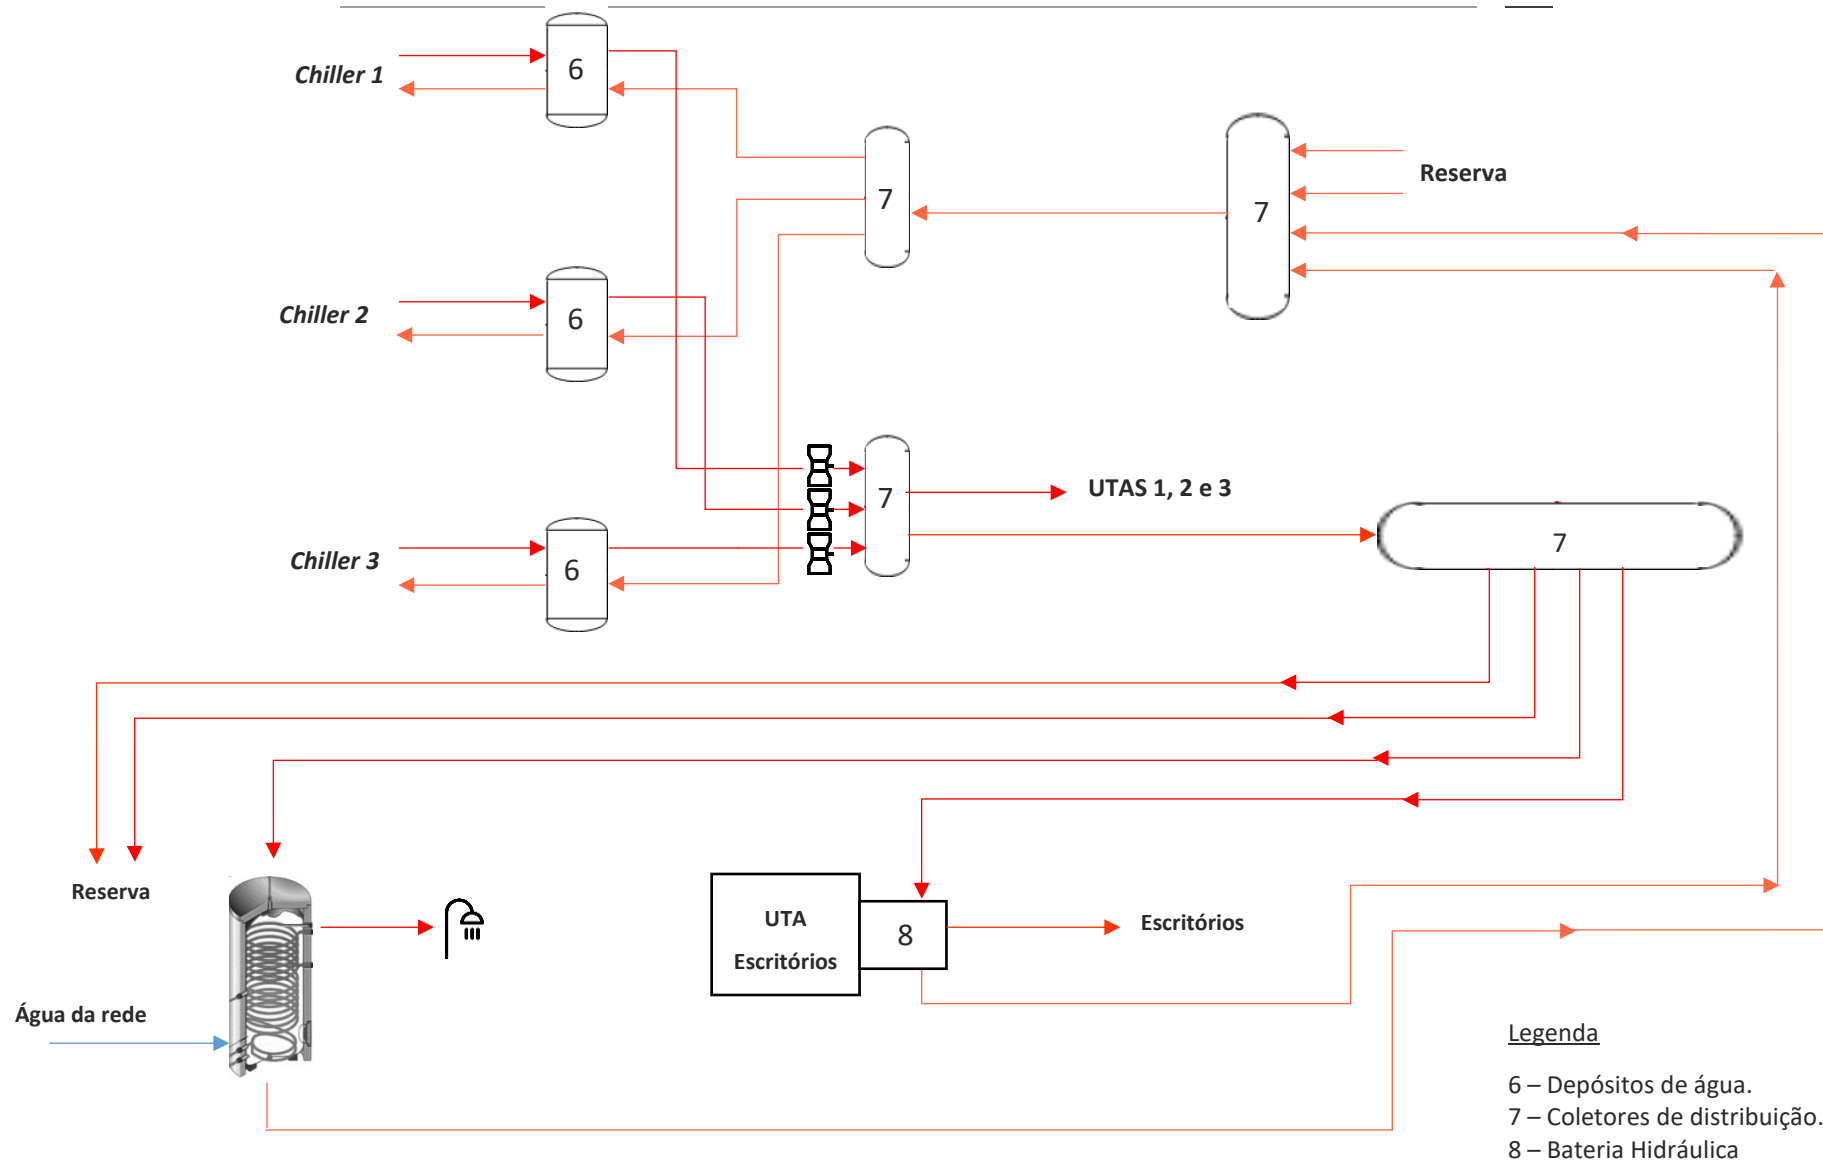 6
Chiller 1
7
7
Reserva
Chiller 2
6
7
UTAS 1, 2 e 3
7
Chiller 3
6
Reserva
UTA
Escritórios
8
Escritórios
Água da rede
Legenda
6 – Depósitos de água.
7 – Coletores de distribuição.
8 – Bateria Hidráulica